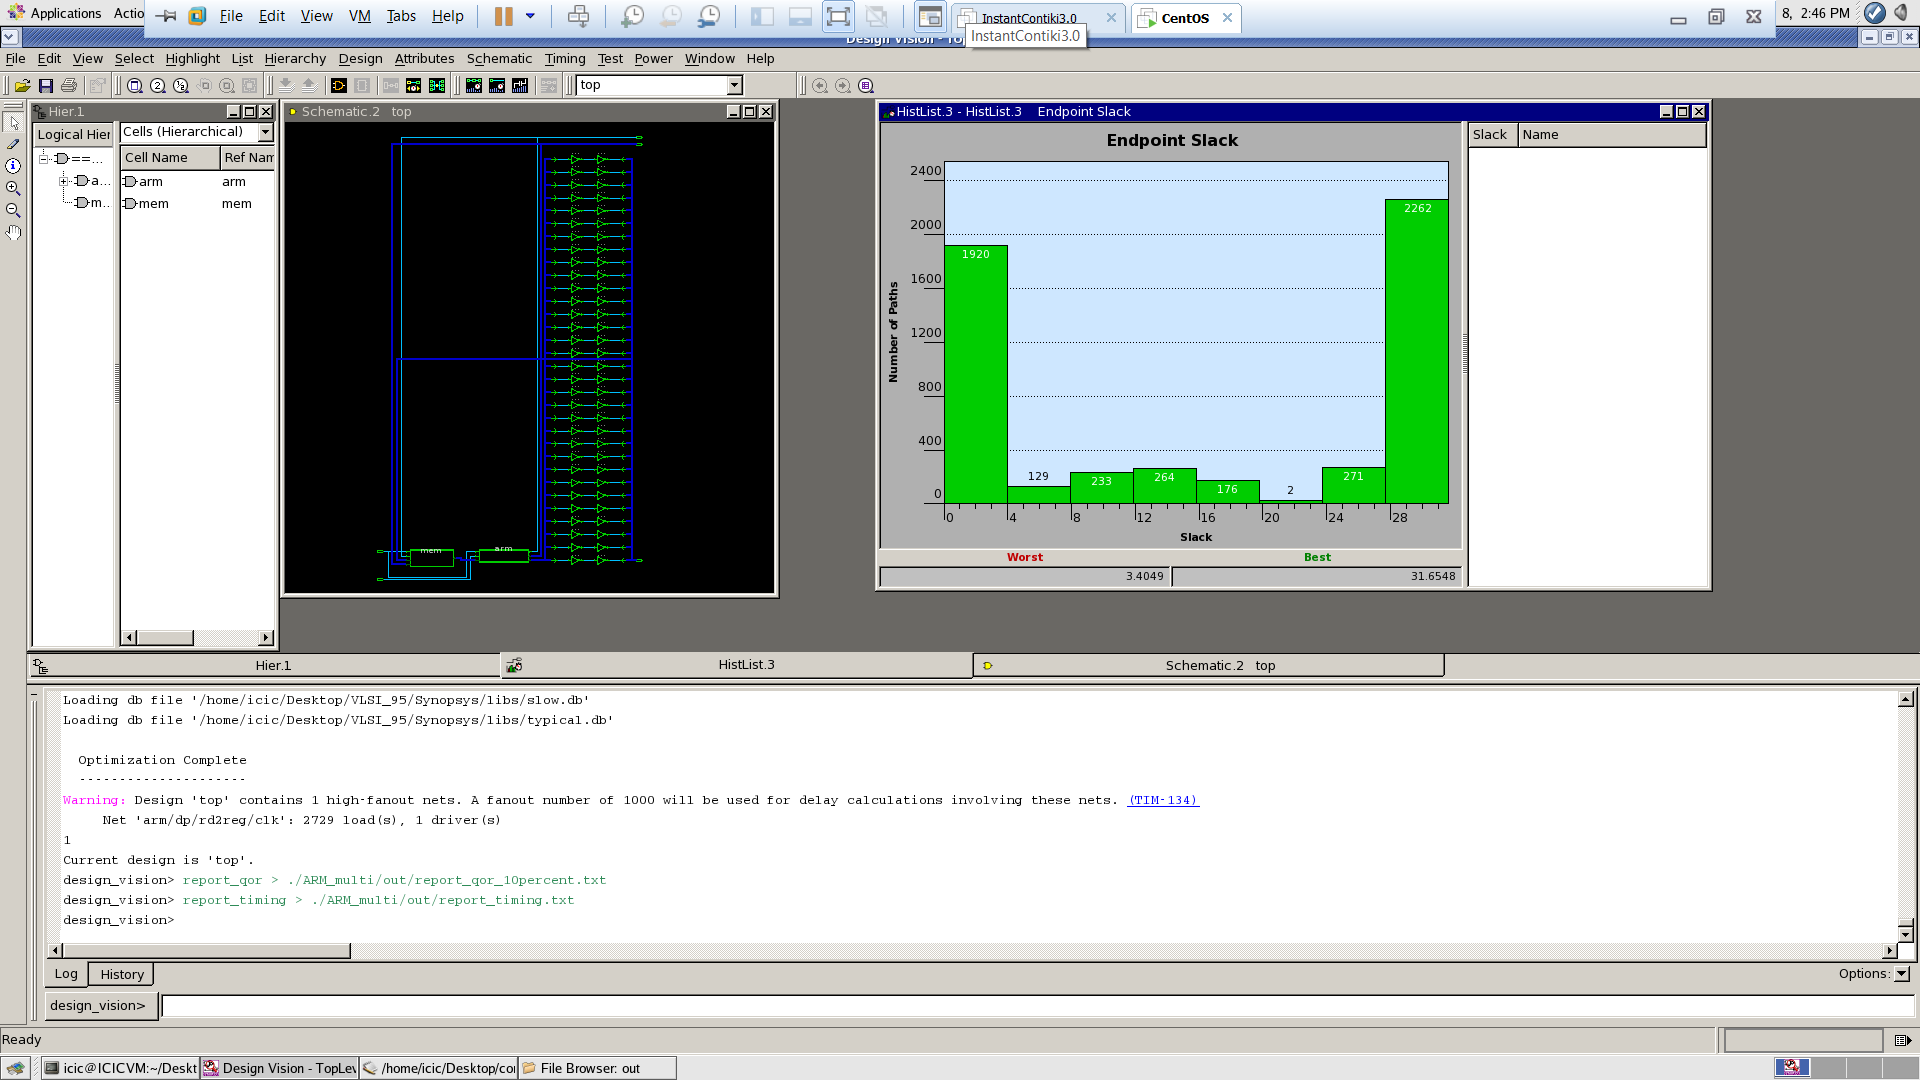 Applications Actio
File Edit View VM Tabs Help
InstantContiki3.0
CentOS
8, 2:46 PM
InstantContiki3.0
File Edit View Select Highlight List Hierarchy Design Attributes Schematic Timing Test Power Window Help
top
Hier.1
Logical Hier
==...
a...
m...
Cells (Hierarchical)
Cell Name Ref Nam
arm arm
mem mem
Schematic.2 top
mem
arm
HistList.3 - HistList.3 Endpoint Slack
Endpoint Slack
Number of Paths
2400
2000
1600
1200
800
400
0
1920
129
233
264
176
2
271
2262
0 4 8 12 16 20 24 28
Slack
Worst Best
3.4049 31.6548
Slack Name
Hier.1
HistList.3
Schematic.2 top
Loading db file '/home/icic/Desktop/VLSI_95/Synopsys/libs/slow.db'
Loading db file '/home/icic/Desktop/VLSI_95/Synopsys/libs/typical.db'
Optimization Complete
---------------------
Warning: Design 'top' contains 1 high-fanout nets. A fanout number of 1000 will be used for delay calculations involving these nets. (TIM-134)
Net 'arm/dp/rd2reg/clk': 2729 load(s), 1 driver(s)
1
Current design is 'top'.
design_vision> report_qor > ./ARM_multi/out/report_qor_10percent.txt
design_vision> report_timing > ./ARM_multi/out/report_timing.txt
design_vision>
Log History
Options:
design_vision>
Ready
icic@ICICVM:~/Deskt
Design Vision - TopLev
/home/icic/Desktop/co
File Browser: out